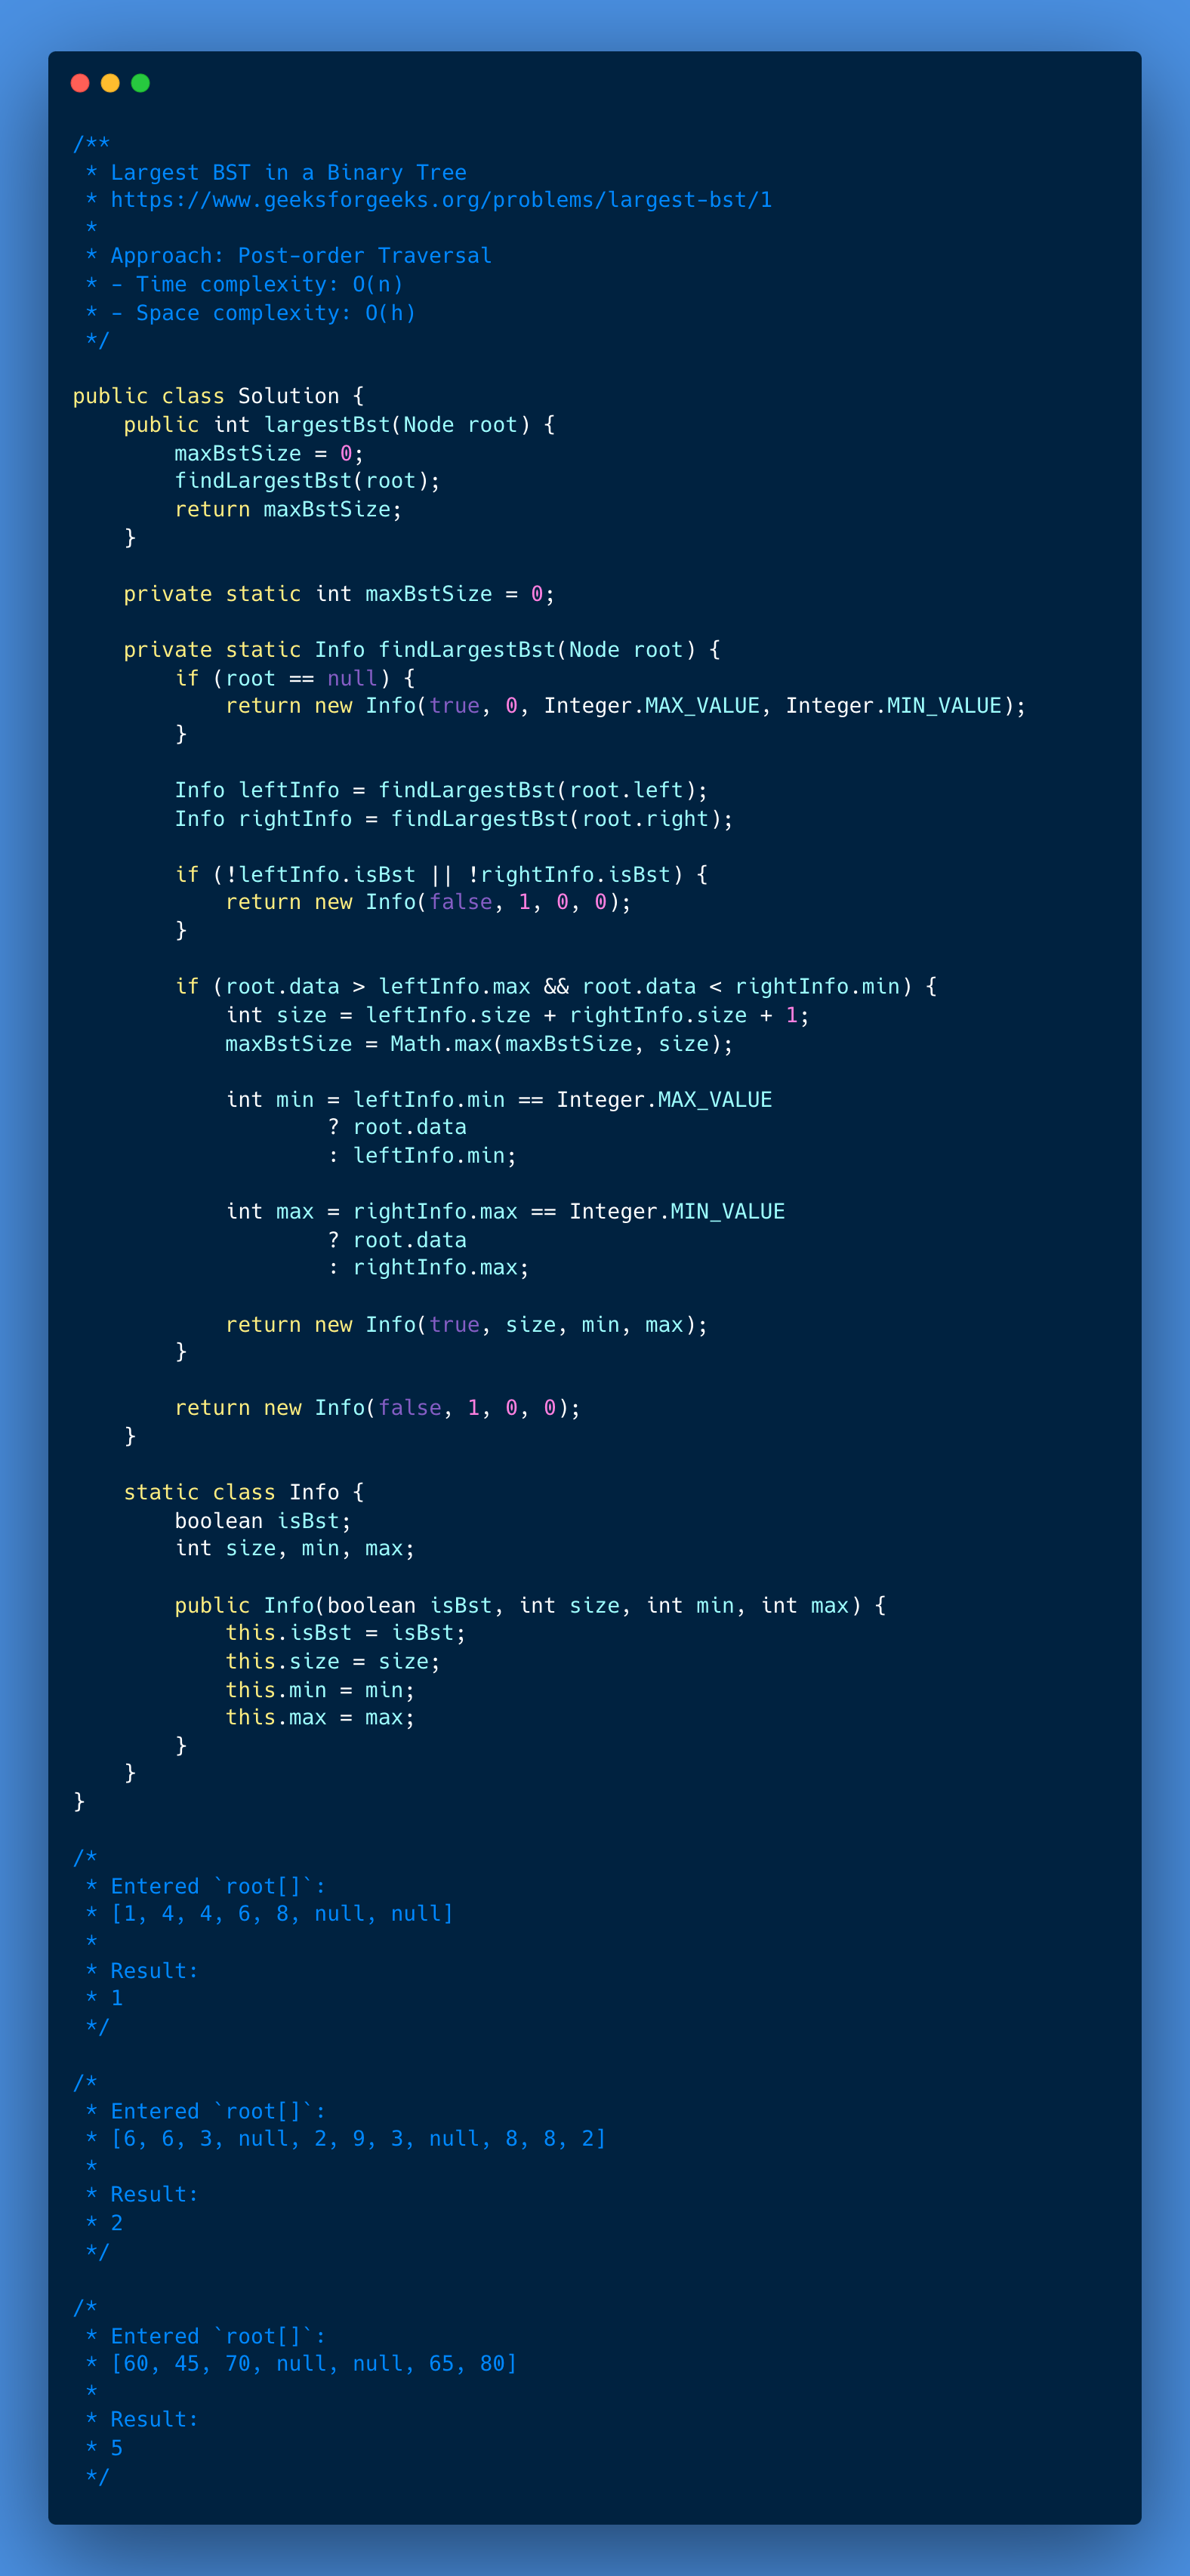 /**
 * Largest BST in a Binary Tree
 * https://www.geeksforgeeks.org/problems/largest-bst/1
 *
 * Approach: Post-order Traversal
 * - Time complexity: O(n)
 * - Space complexity: O(h)
 */

public class Solution {
    public int largestBst(Node root) {
        maxBstSize = 0;
        findLargestBst(root);
        return maxBstSize;
    }

    private static int maxBstSize = 0;

    private static Info findLargestBst(Node root) {
        if (root == null) {
            return new Info(true, 0, Integer.MAX_VALUE, Integer.MIN_VALUE);
        }

        Info leftInfo = findLargestBst(root.left);
        Info rightInfo = findLargestBst(root.right);

        if (!leftInfo.isBst || !rightInfo.isBst) {
            return new Info(false, 1, 0, 0);
        }

        if (root.data > leftInfo.max && root.data < rightInfo.min) {
            int size = leftInfo.size + rightInfo.size + 1;
            maxBstSize = Math.max(maxBstSize, size);

            int min = leftInfo.min == Integer.MAX_VALUE
                    ? root.data
                    : leftInfo.min;

            int max = rightInfo.max == Integer.MIN_VALUE
                    ? root.data
                    : rightInfo.max;

            return new Info(true, size, min, max);
        }

        return new Info(false, 1, 0, 0);
    }

    static class Info {
        boolean isBst;
        int size, min, max;

        public Info(boolean isBst, int size, int min, int max) {
            this.isBst = isBst;
            this.size = size;
            this.min = min;
            this.max = max;
        }
    }
}

/*
 * Entered `root[]`:
 * [1, 4, 4, 6, 8, null, null]
 *
 * Result:
 * 1
 */

/*
 * Entered `root[]`:
 * [6, 6, 3, null, 2, 9, 3, null, 8, 8, 2]
 *
 * Result:
 * 2
 */

/*
 * Entered `root[]`:
 * [60, 45, 70, null, null, 65, 80]
 *
 * Result:
 * 5
 */